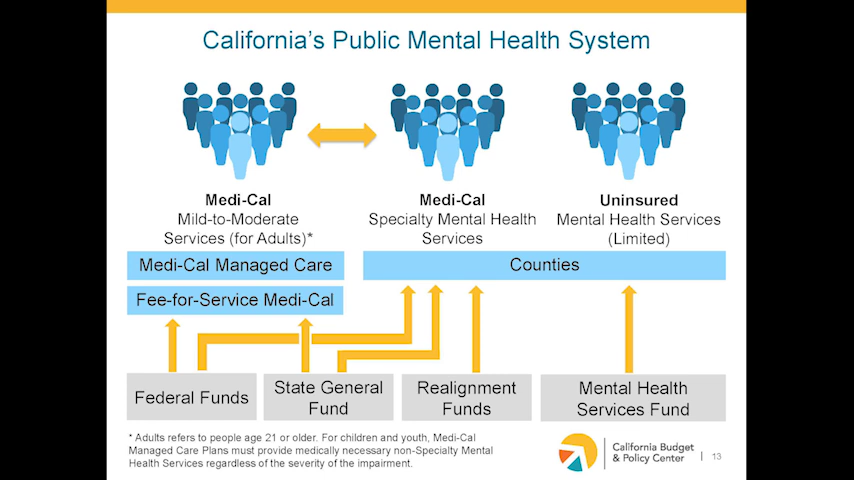 California's Public Mental Health System
Medi-Cal
Mild-to-Moderate
Services (for Adults)*
Medi-Cal
Specialty Mental Health
Services
Uninsured
Mental Health Services
(Limited)
Medi-Cal Managed Care
Counties
Fee-for-Service Medi-Cal
Federal Funds
State General
Fund
Realignment
Funds
Mental Health
Services Fund
* Adults refers to people age 21 or older. For children and youth, Medi-Cal
Managed Care Plans must provide medically necessary non-Specialty Mental
Health Services regardless of the severity of the impairment.
California Budget
& Policy Center
13